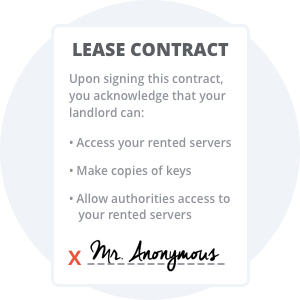 LEASE CONTRACT
Upon signing this contract,
you acknowledge that your
landlord can:
• Access your rented servers
• Make copies of keys
• Allow authorities access to
your rented servers
X Mr. Anonymous